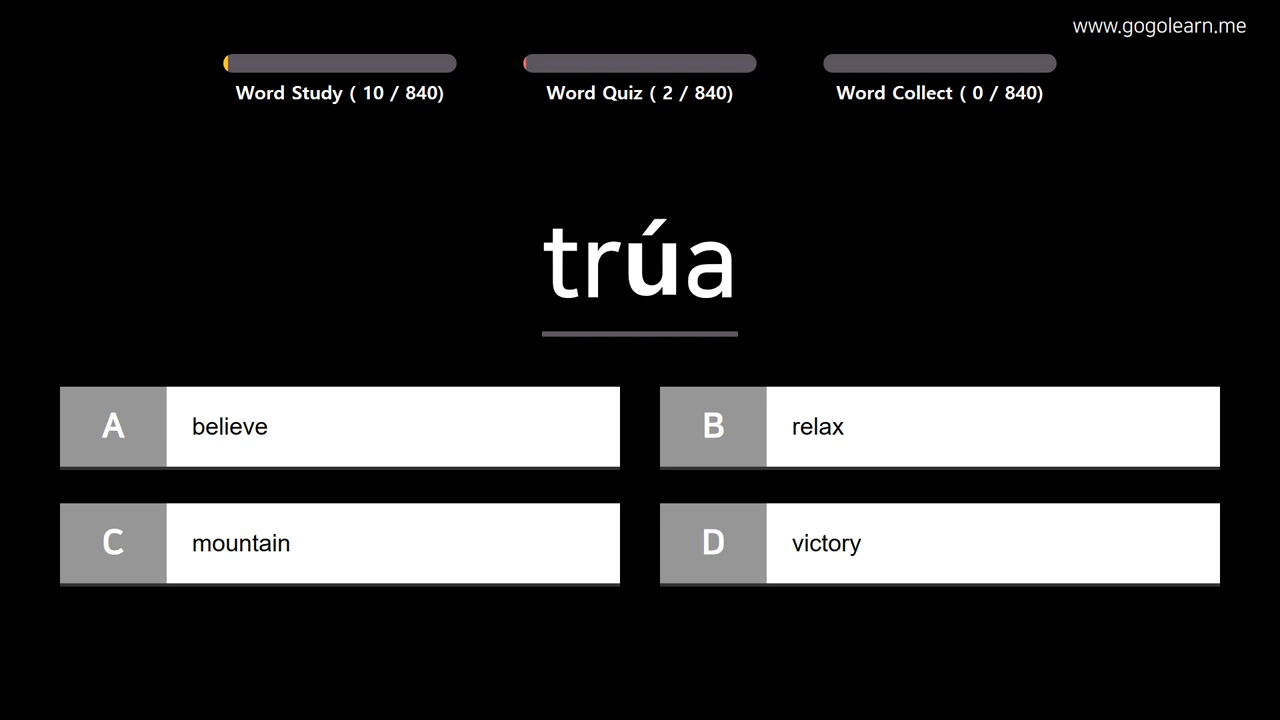 www.gogolearn.me
Word Study ( 10 / 840)
Word Quiz ( 2 / 840)
Word Collect ( 0 / 840)
trúa
A believe
B relax
C mountain
D victory